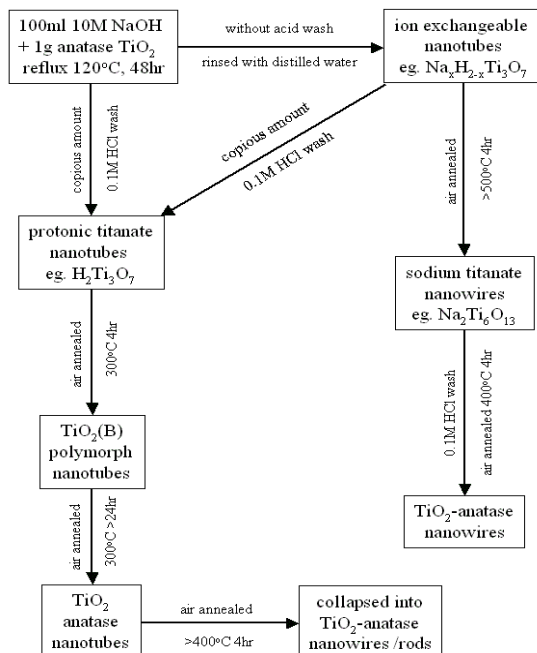 100ml 10M NaOH
+ 1g anatase TiO₂
reflux 120°C, 48hr
without acid wash
rinsed with distilled water
ion exchangeable
nanotubes
eg. NaₓH₂₋ₓTi₃O₇
copious amount
0.1M HCl wash
copious amount
0.1M HCl wash
air annealed
>500°C 4hr
protonic titanate
nanotubes
eg. H₂Ti₃O₇
sodium titanate
nanowires
eg. Na₂Ti₆O₁₃
air annealed
300°C 4hr
0.1M HCl wash
air annealed 400°C 4hr
TiO₂(B)
polymorph
nanotubes
TiO₂-anatase
nanowires
air annealed
300°C >24hr
TiO₂
anatase
nanotubes
air annealed
>400°C 4hr
collapsed into
TiO₂-anatase
nanowires /rods